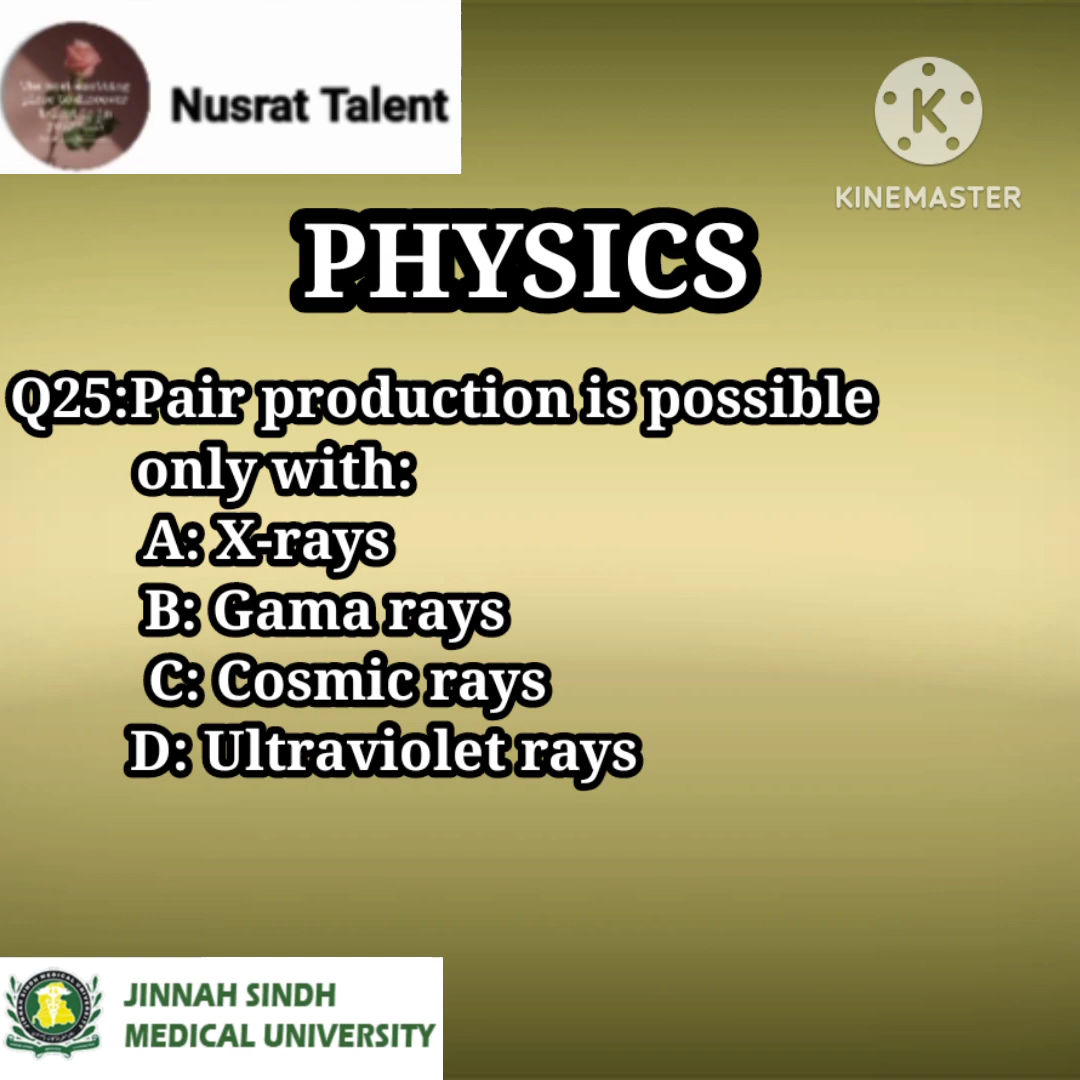 Nusrat Talent
K
KINEMASTER
PHYSICS
Q25:Pair production is possible
only with:
A: X-rays
B: Gama rays
C: Cosmic rays
D: Ultraviolet rays
JINNAH SINDH
MEDICAL UNIVERSITY